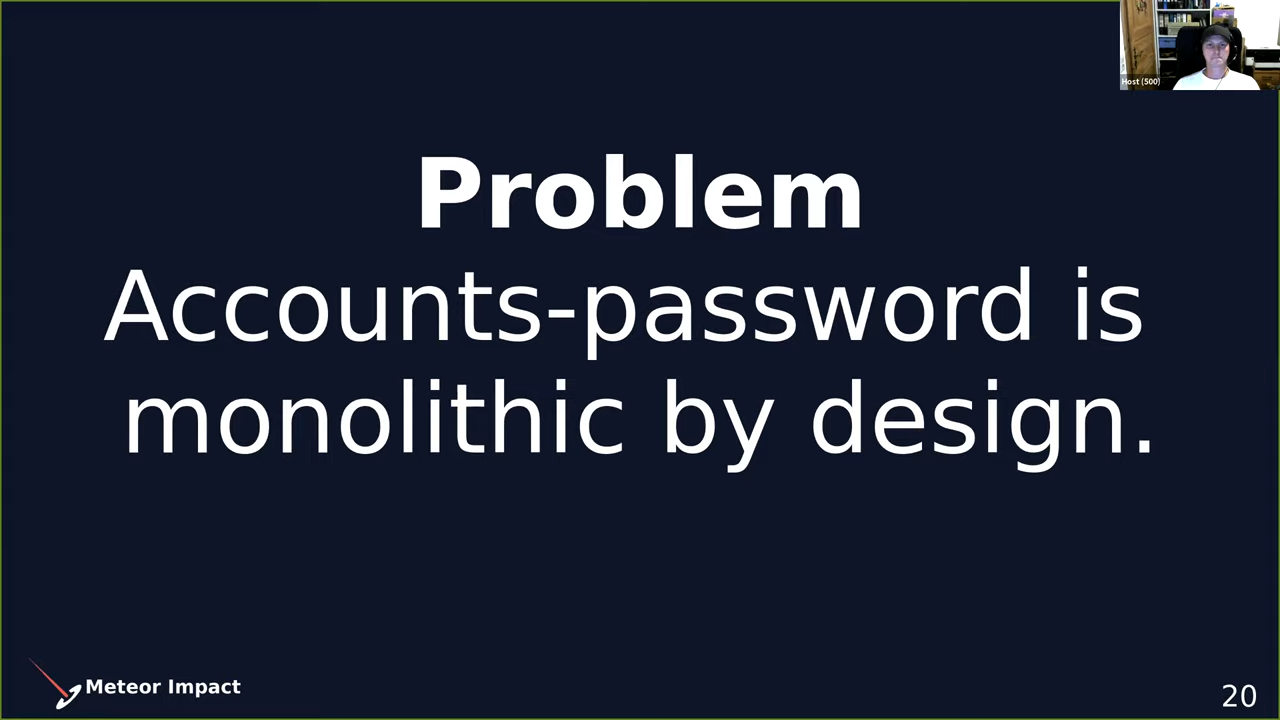 Host (500)
Problem
Accounts-password is
monolithic by design.
Meteor Impact
20